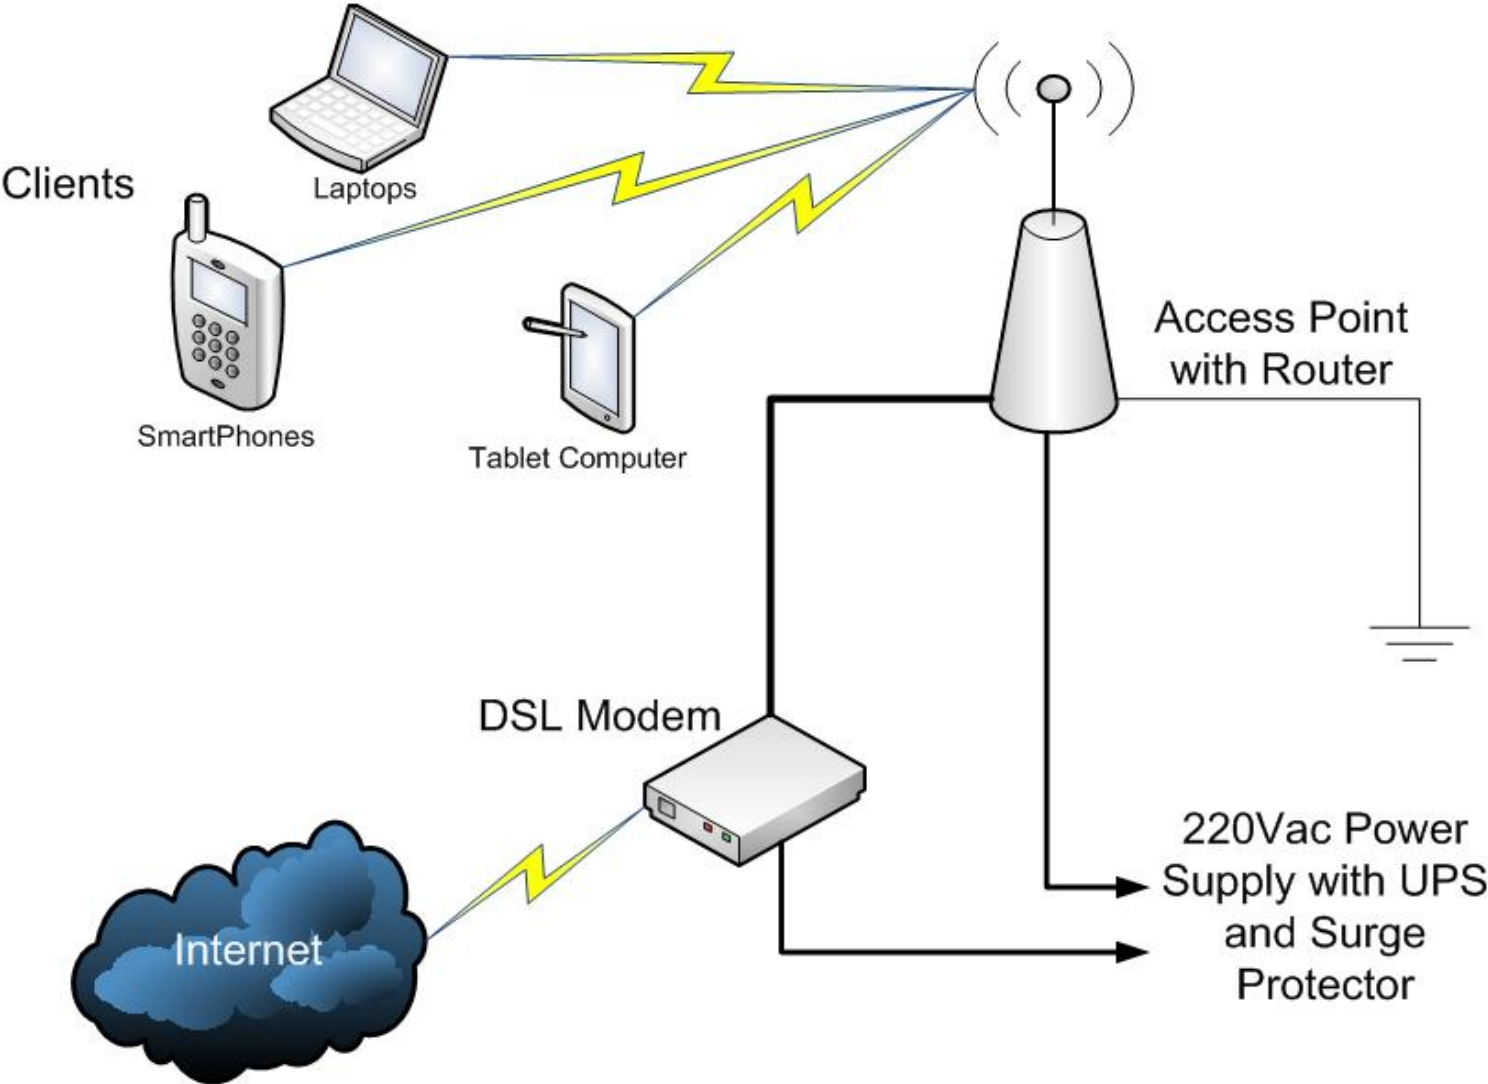 Clients
Laptops
SmartPhones
Tablet Computer
Access Point
with Router
DSL Modem
Internet
220Vac Power
Supply with UPS
and Surge
Protector